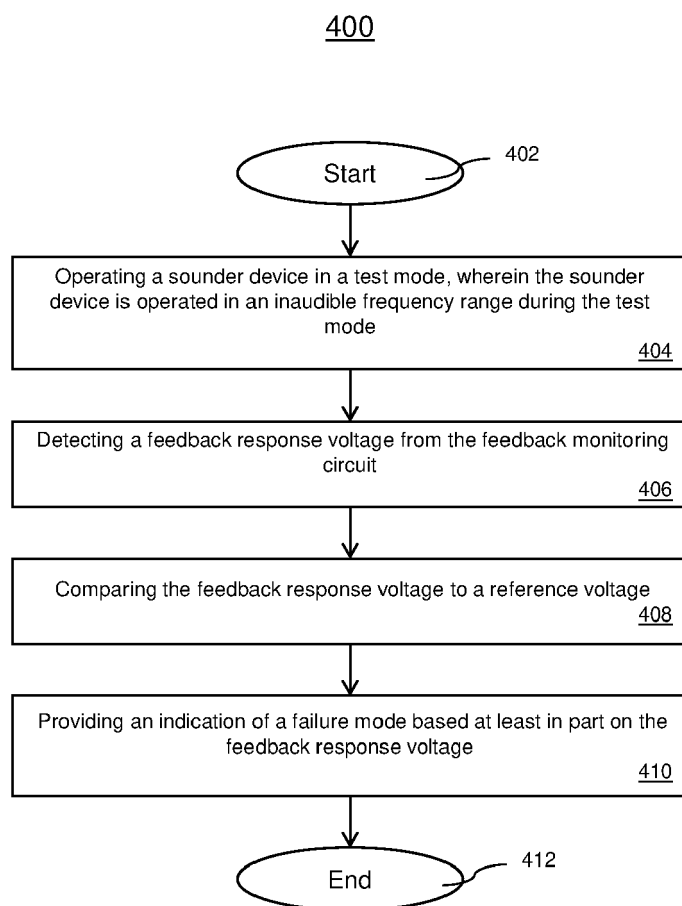 400
Start
402
Operating a sounder device in a test mode, wherein the sounder
device is operated in an inaudible frequency range during the test
mode
404
Detecting a feedback response voltage from the feedback monitoring
circuit
406
Comparing the feedback response voltage to a reference voltage
408
Providing an indication of a failure mode based at least in part on the
feedback response voltage
410
End
412